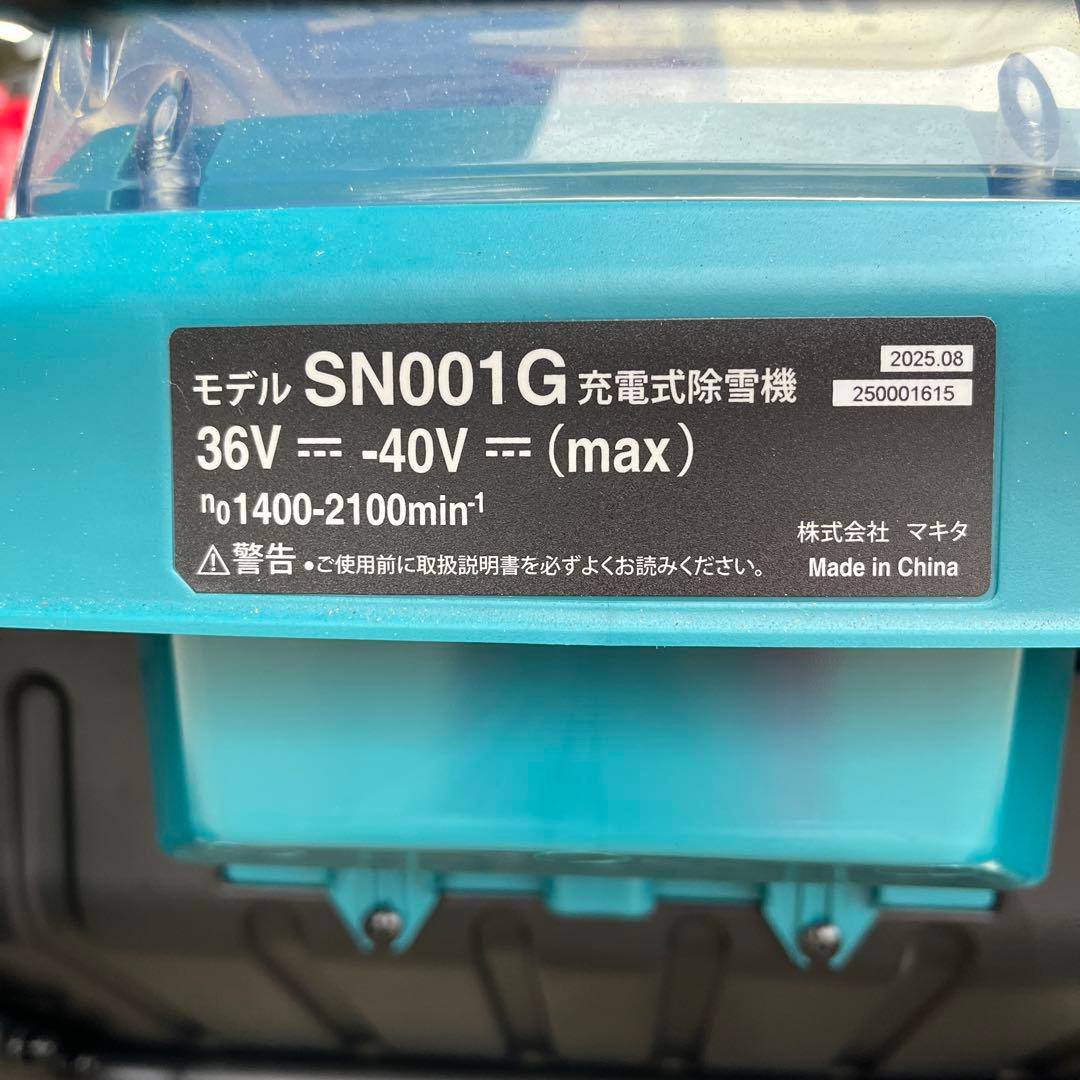 モデル SN001G 充電式除雪機
2025.08
250001615
36V ⎓ -40V ⎓ (max)
n₀1400-2100min⁻¹
株式会社 マキタ
⚠警告 •ご使用前に取扱説明書を必ずよくお読みください。
Made in China